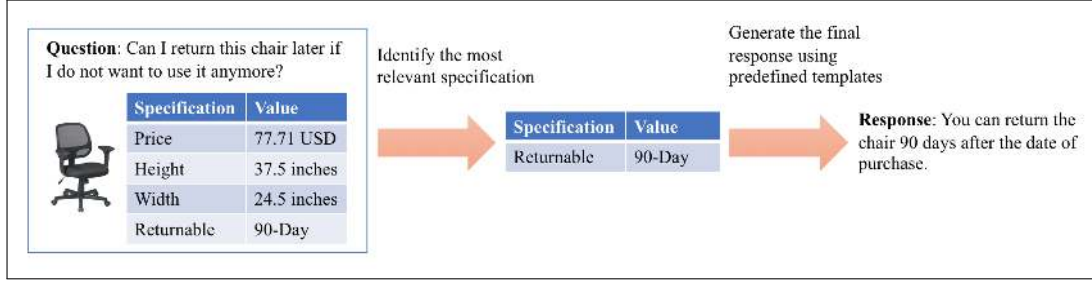 Question: Can I return this chair later if
I do not want to use it anymore?
Specification Value
Price 77.71 USD
Height 37.5 inches
Width 24.5 inches
Returnable 90-Day
Identify the most
relevant specification
Specification Value
Returnable 90-Day
Generate the final
response using
predefined templates
Response: You can return the
chair 90 days after the date of
purchase.